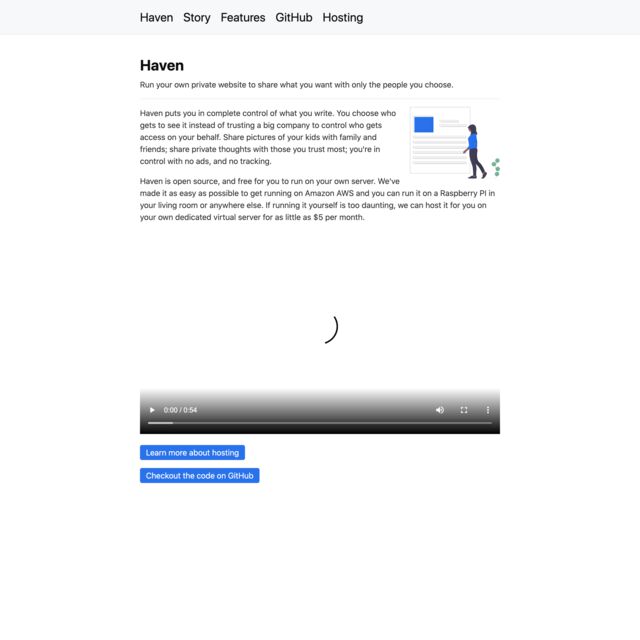 Haven Story Features GitHub Hosting
Haven
Run your own private website to share what you want with only the people you choose.
Haven puts you in complete control of what you write. You choose who
gets to see it instead of trusting a big company to control who gets
access on your behalf. Share pictures of your kids with family and
friends; share private thoughts with those you trust most; you're in
control with no ads, and no tracking.
Haven is open source, and free for you to run on your own server. We've
made it as easy as possible to get running on Amazon AWS and you can run it on a Raspberry PI in
your living room or anywhere else. If running it yourself is too daunting, we can host it for you on
your own dedicated virtual server for as little as $5 per month.
0:00 / 0:54
Learn more about hosting
Checkout the code on GitHub